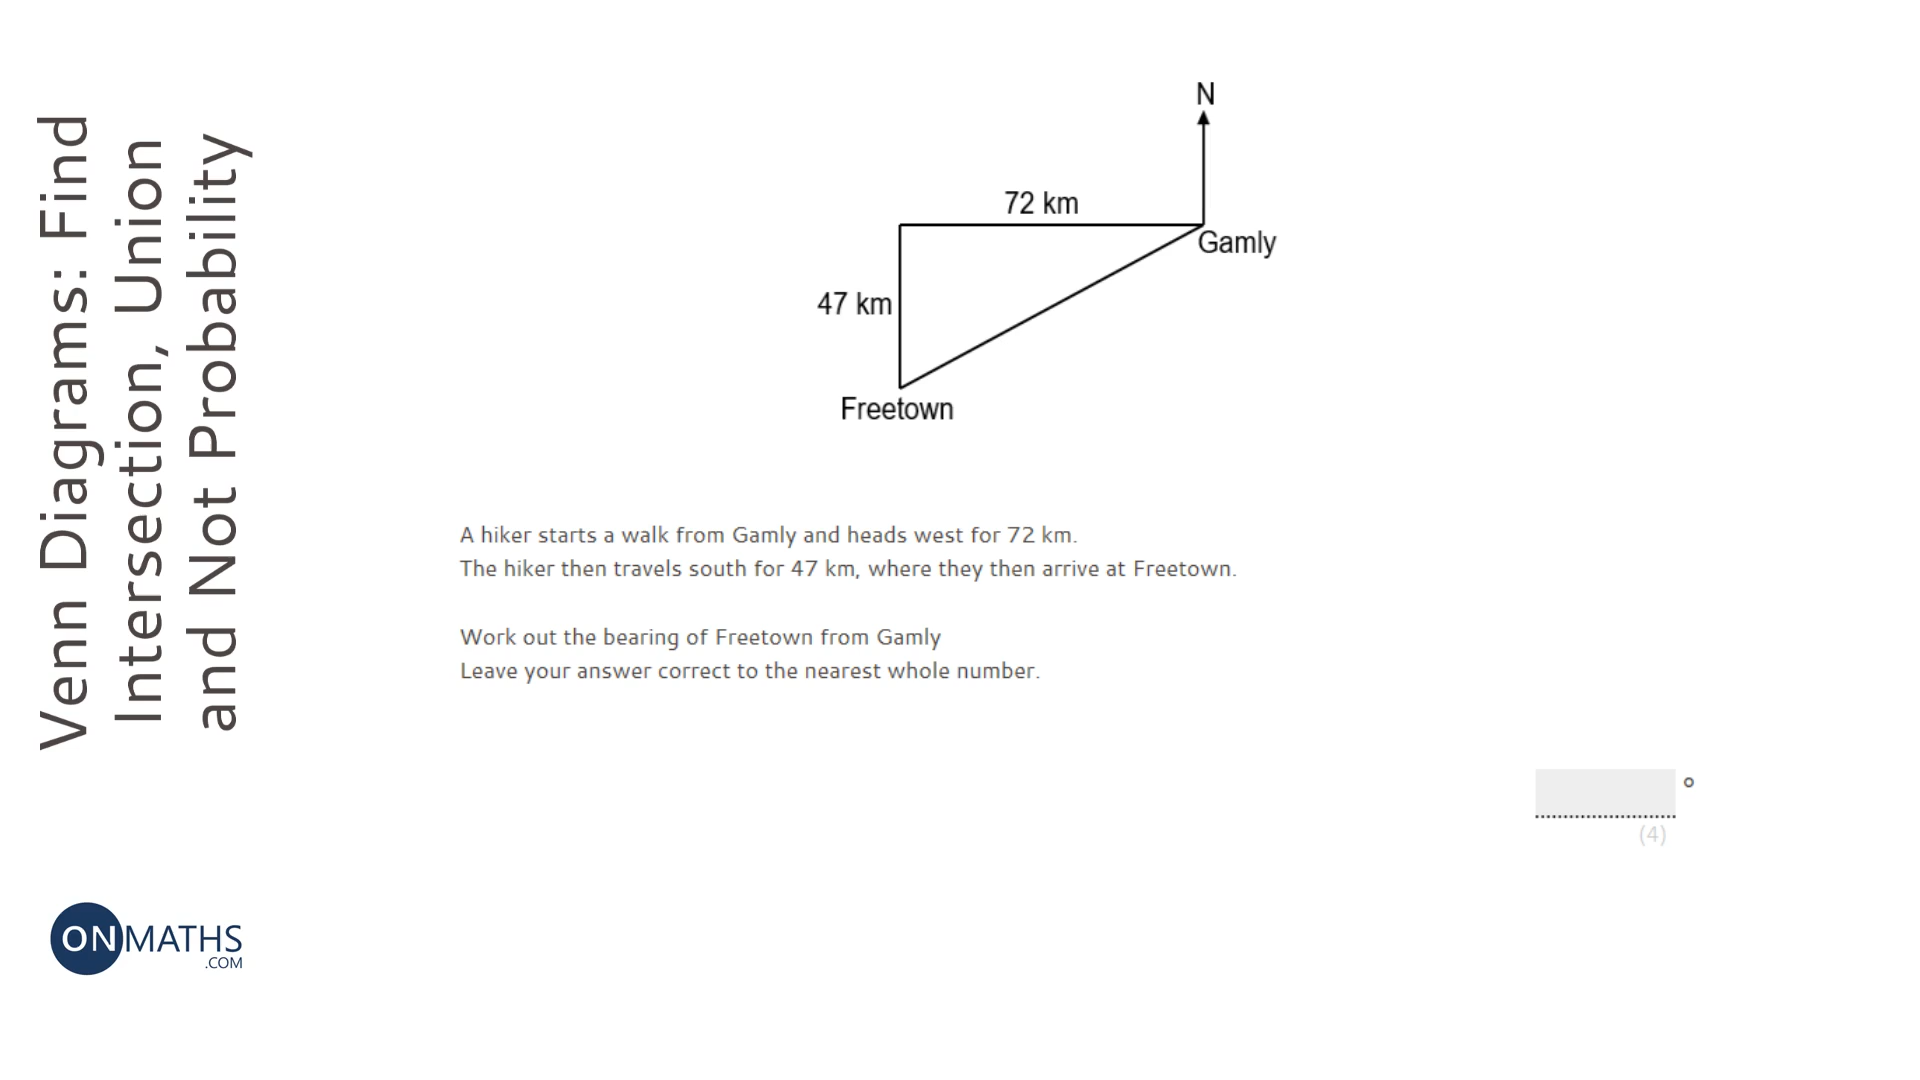 Venn Diagrams: Find
Intersection, Union
and Not Probability
N
72 km
Gamly
47 km
Freetown
A hiker starts a walk from Gamly and heads west for 72 km.
The hiker then travels south for 47 km, where they then arrive at Freetown.
Work out the bearing of Freetown from Gamly
Leave your answer correct to the nearest whole number.
°
(4)
ONMATHS
.COM